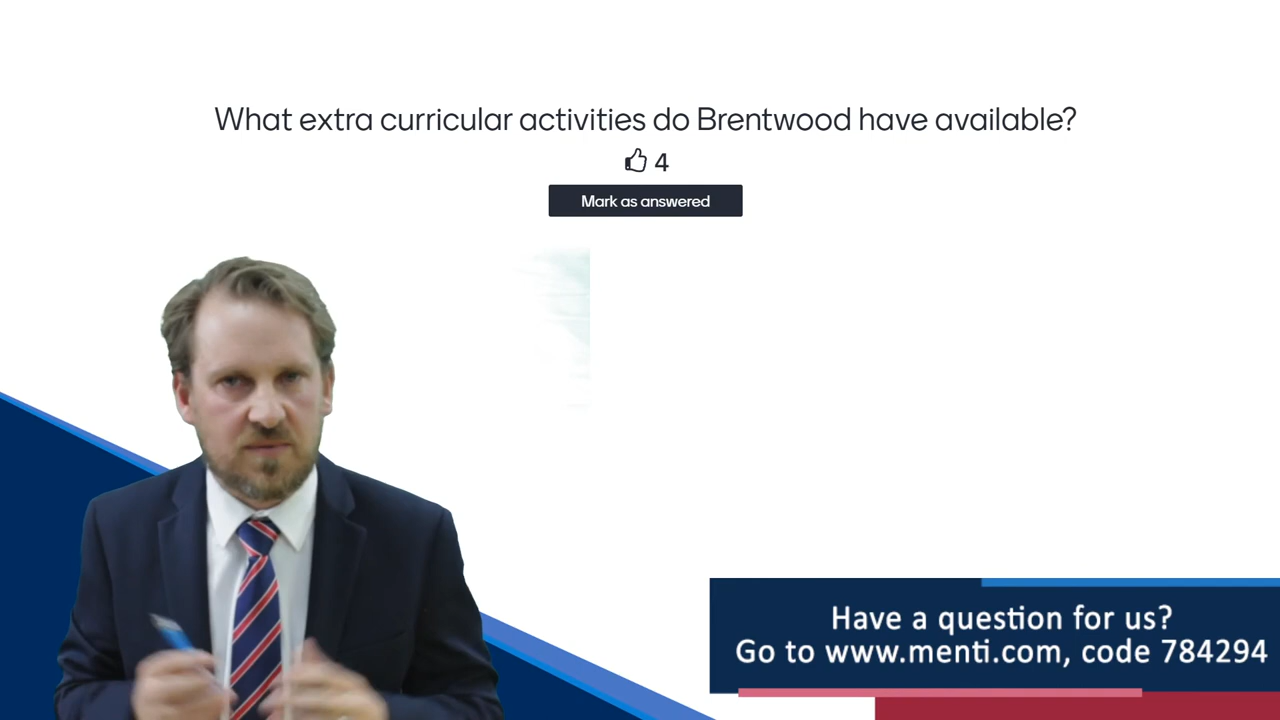 What extra curricular activities do Brentwood have available?
4
Mark as answered
Have a question for us?
Go to www.menti.com, code 784294